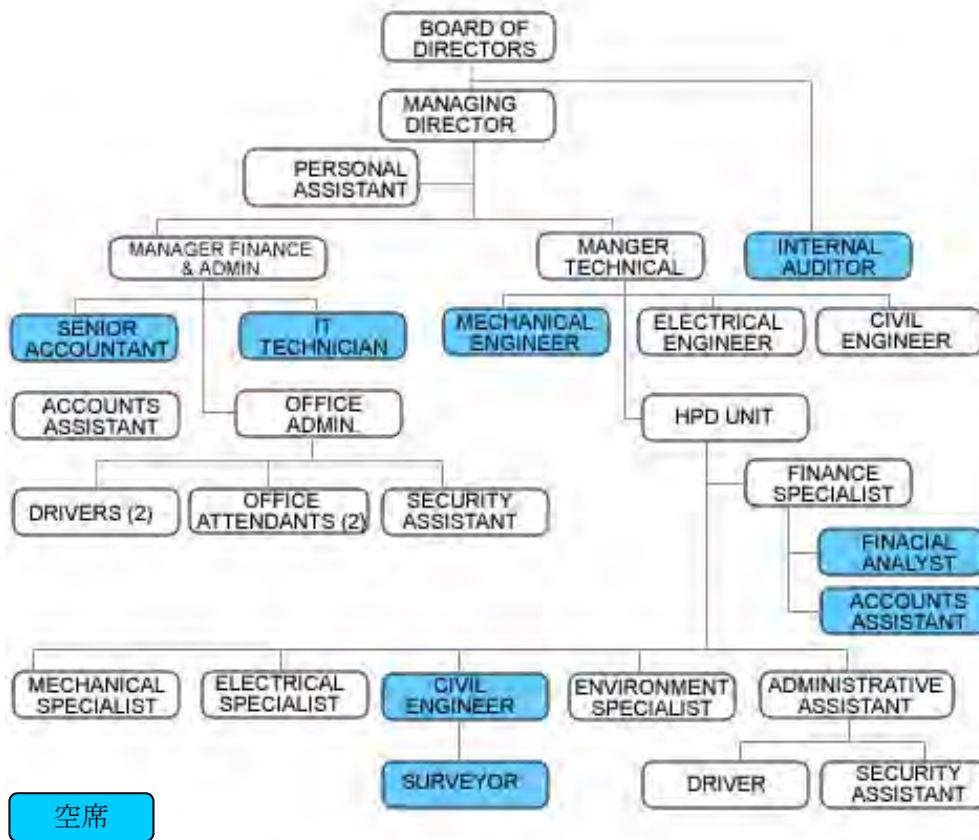 BOARD OF
DIRECTORS
MANAGING
DIRECTOR
PERSONAL
ASSISTANT
MANAGER FINANCE
& ADMIN.
MANGER
TECHNICAL
INTERNAL
AUDITOR
SENIOR
ACCOUNTANT
IT
TECHNICIAN
MECHANICAL
ENGINEER
ELECTRICAL
ENGINEER
CIVIL
ENGINEER
ACCOUNTS
ASSISTANT
OFFICE
ADMIN.
HPD UNIT
DRIVERS (2)
OFFICE
ATTENDANTS (2)
SECURITY
ASSISTANT
FINANCE
SPECIALIST
FINACIAL
ANALYST
ACCOUNTS
ASSISTANT
MECHANICAL
SPECIALIST
ELECTRICAL
SPECIALIST
CIVIL
ENGINEER
ENVIRONMENT
SPECIALIST
ADMINISTRATIVE
ASSISTANT
SURVEYOR
DRIVER
SECURITY
ASSISTANT
空席